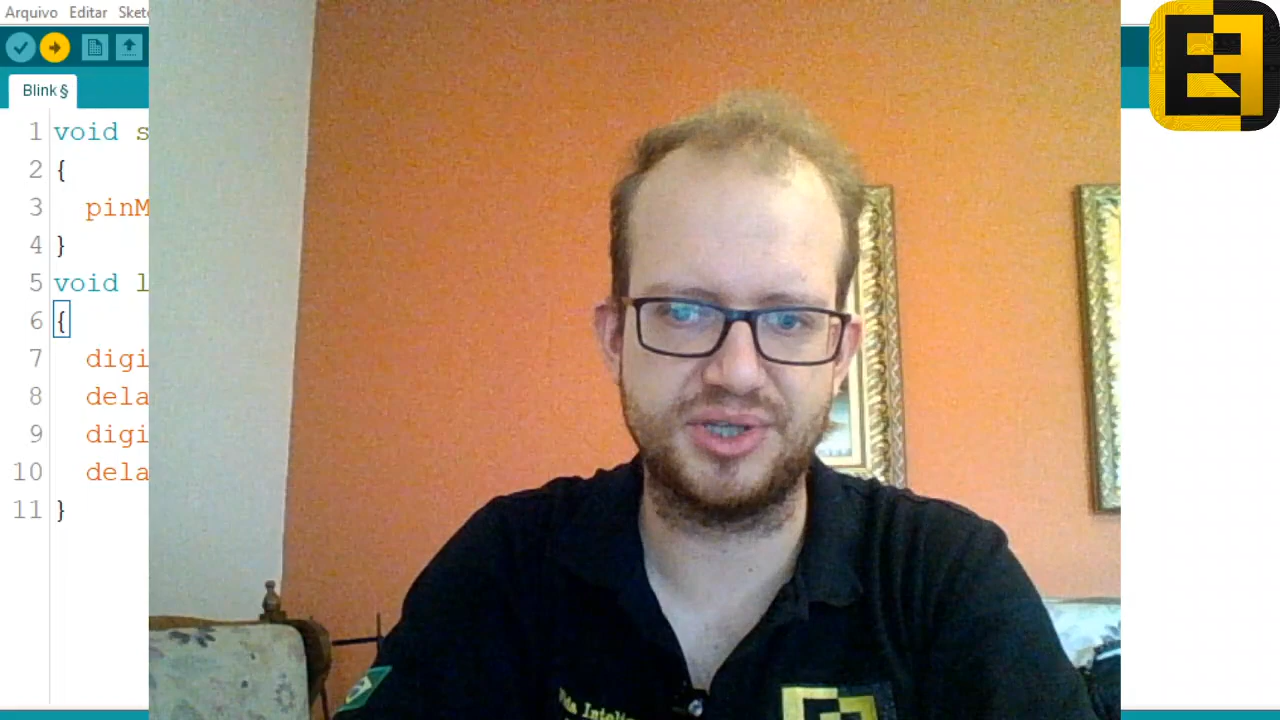 Arquivo Editar Sket
Blink §
1 void s
2 {
3 pinM
4 }
5 void l
6 {
7 digi
8 dela
9 digi
10 dela
11 }